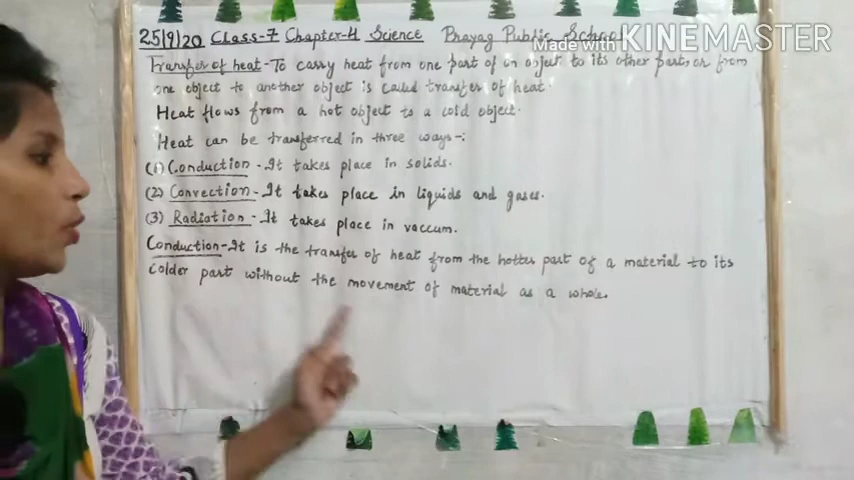 25/9/20 Class-7 Chapter-4 Science Prayag Public School
Made with KINEMASTER
Transfer of heat - To carry heat from one part of an object to its other part, or from
one object to another object is called transfer of heat.
Heat flows from a hot object to a cold object.
Heat can be transferred in three ways -:
(1) Conduction - It takes place in solids.
(2) Convection - It takes place in liquids and gases.
(3) Radiation - It takes place in vaccum.
Conduction - It is the transfer of heat from the hotter part of a material to its
colder part without the movement of material as a whole.